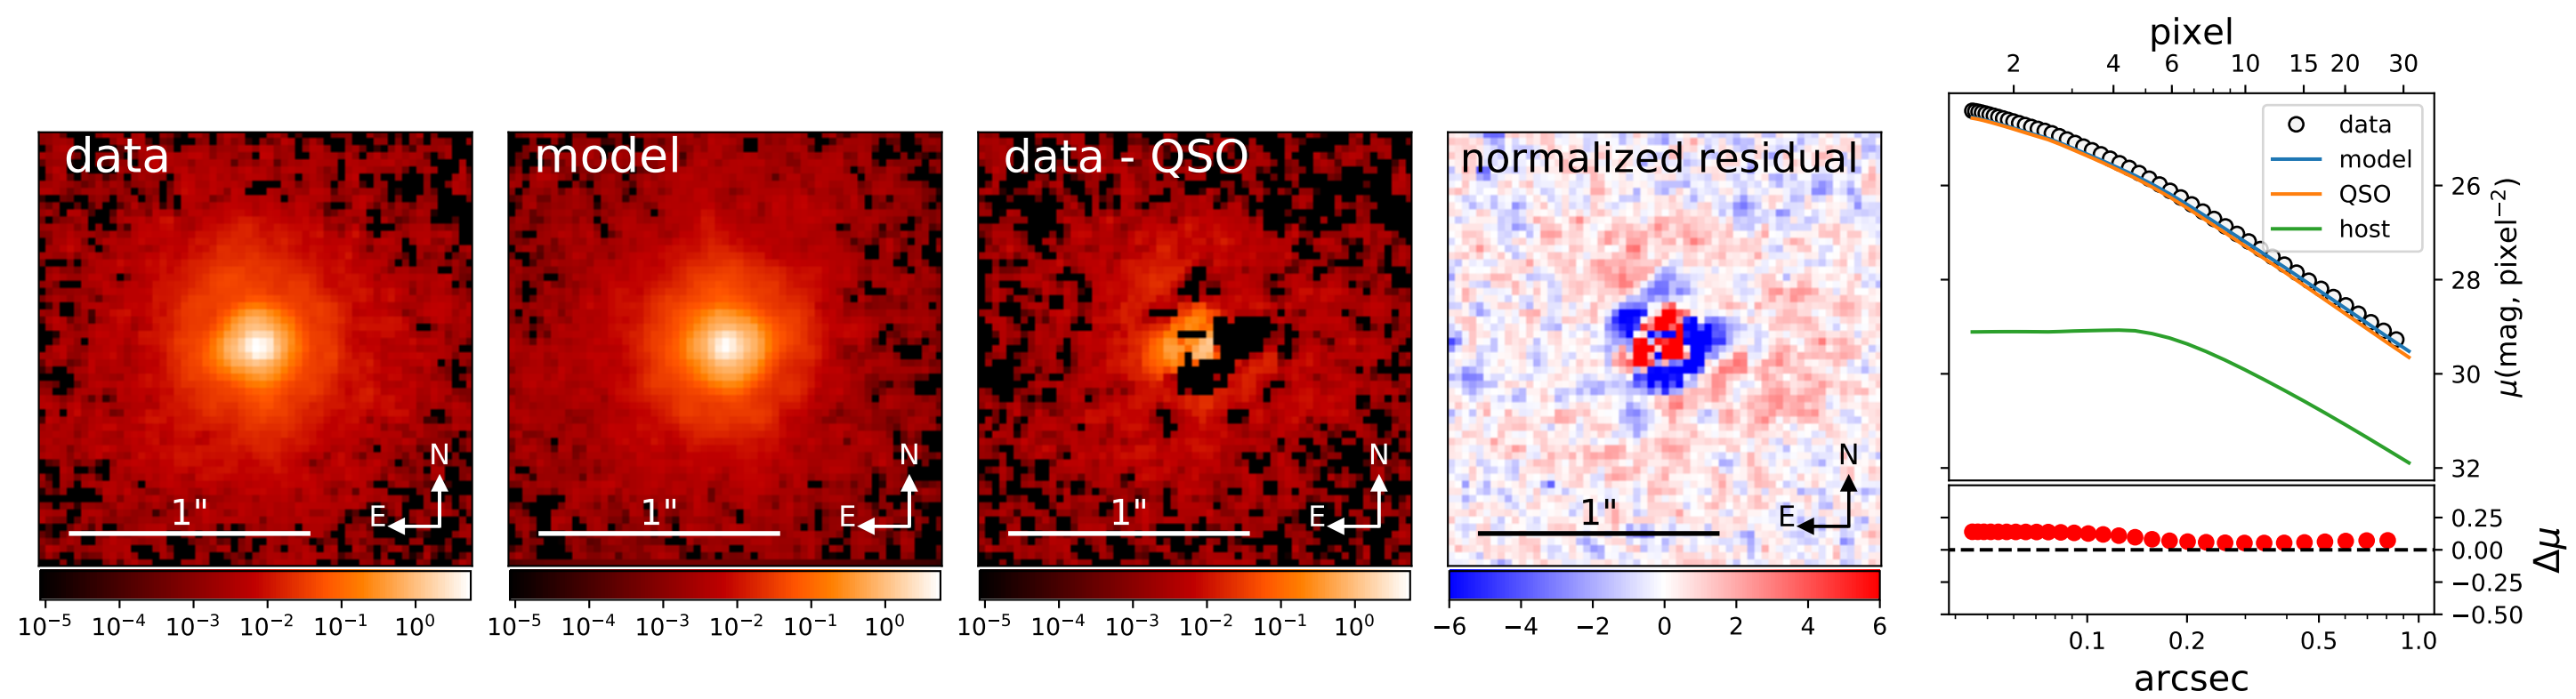 data
N
E
1"
10⁻⁵ 10⁻⁴ 10⁻³ 10⁻² 10⁻¹ 10⁰
model
N
E
1"
10⁻⁵ 10⁻⁴ 10⁻³ 10⁻² 10⁻¹ 10⁰
data - QSO
N
E
1"
10⁻⁵ 10⁻⁴ 10⁻³ 10⁻² 10⁻¹ 10⁰
normalized residual
N
E
1"
−6 −4 −2 0 2 4 6
pixel
2 4 6 10 15 20 30
data
model
QSO
host
26
28
30
32
μ(mag, pixel⁻²)
0.25
0.00
−0.25
−0.50
Δμ
0.1 0.2 0.5 1.0
arcsec